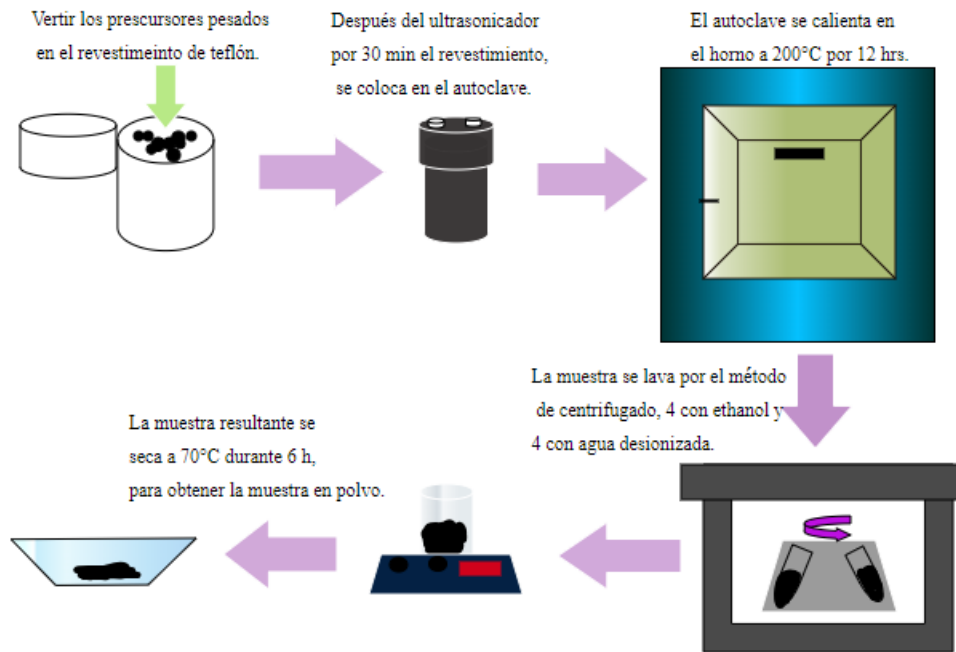 Vertir los prescursores pesados
en el revestimeinto de teflón.
Después del ultrasonicador
por 30 min el revestimiento,
se coloca en el autoclave.
El autoclave se calienta en
el horno a 200°C por 12 hrs.
La muestra se lava por el método
de centrifugado, 4 con ethanol y
4 con agua desionizada.
La muestra resultante se
seca a 70°C durante 6 h,
para obtener la muestra en polvo.